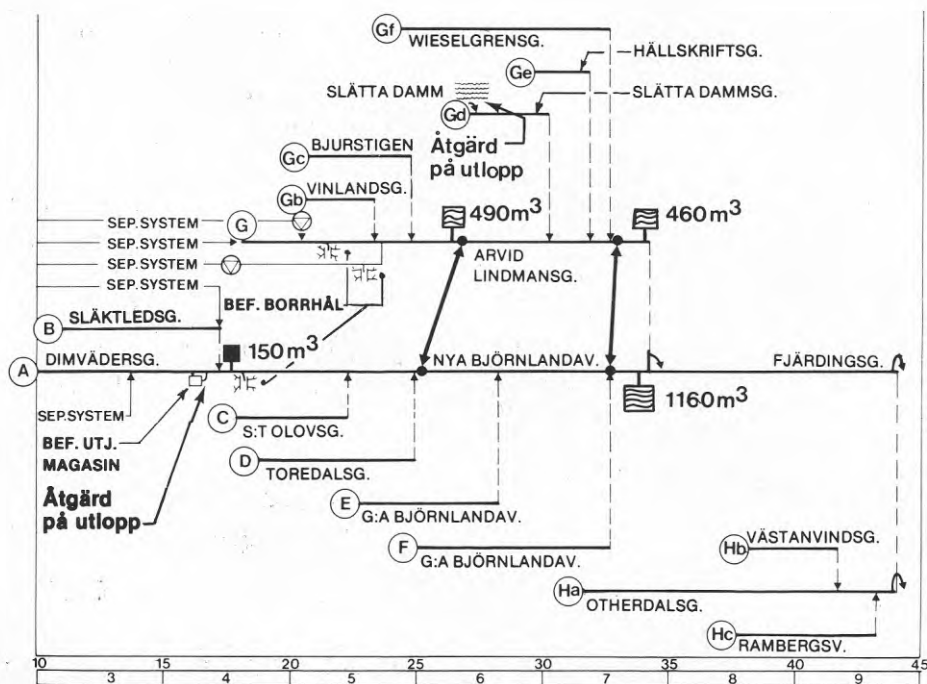 Gf
WIESELGRENSG.
HÄLLSKRIFTSG.
Ge
SLÄTTA DAMM
SLÄTTA DAMMSG.
Gd
Åtgärd
på utlopp
BJURSTIGEN
Gc
VINLANDSG.
Gb
490m³
460m³
SEP.SYSTEM
G
SEP.SYSTEM
ARVID
LINDMANSG.
SEP.SYSTEM
SEP.SYSTEM
BEF. BORRHÅL
B
SLÄKTLEDSG.
150m³
A
DIMVÄDERSG.
NYA BJÖRNLANDAV.
FJÄRDINGSG.
1160m³
SEP.SYSTEM
C
S:T OLOVSG.
BEF. UTJ.
MAGASIN
D
TOREDALSG.
Åtgärd
på utlopp
E
G:A BJÖRNLANDAV.
F
G:A BJÖRNLANDAV.
Hb
VÄSTANVINDSG.
Ha
OTHERDALSG.
Hc
RAMBERGSV.
10 15 20 25 30 35 40 45
3 4 5 6 7 8 9